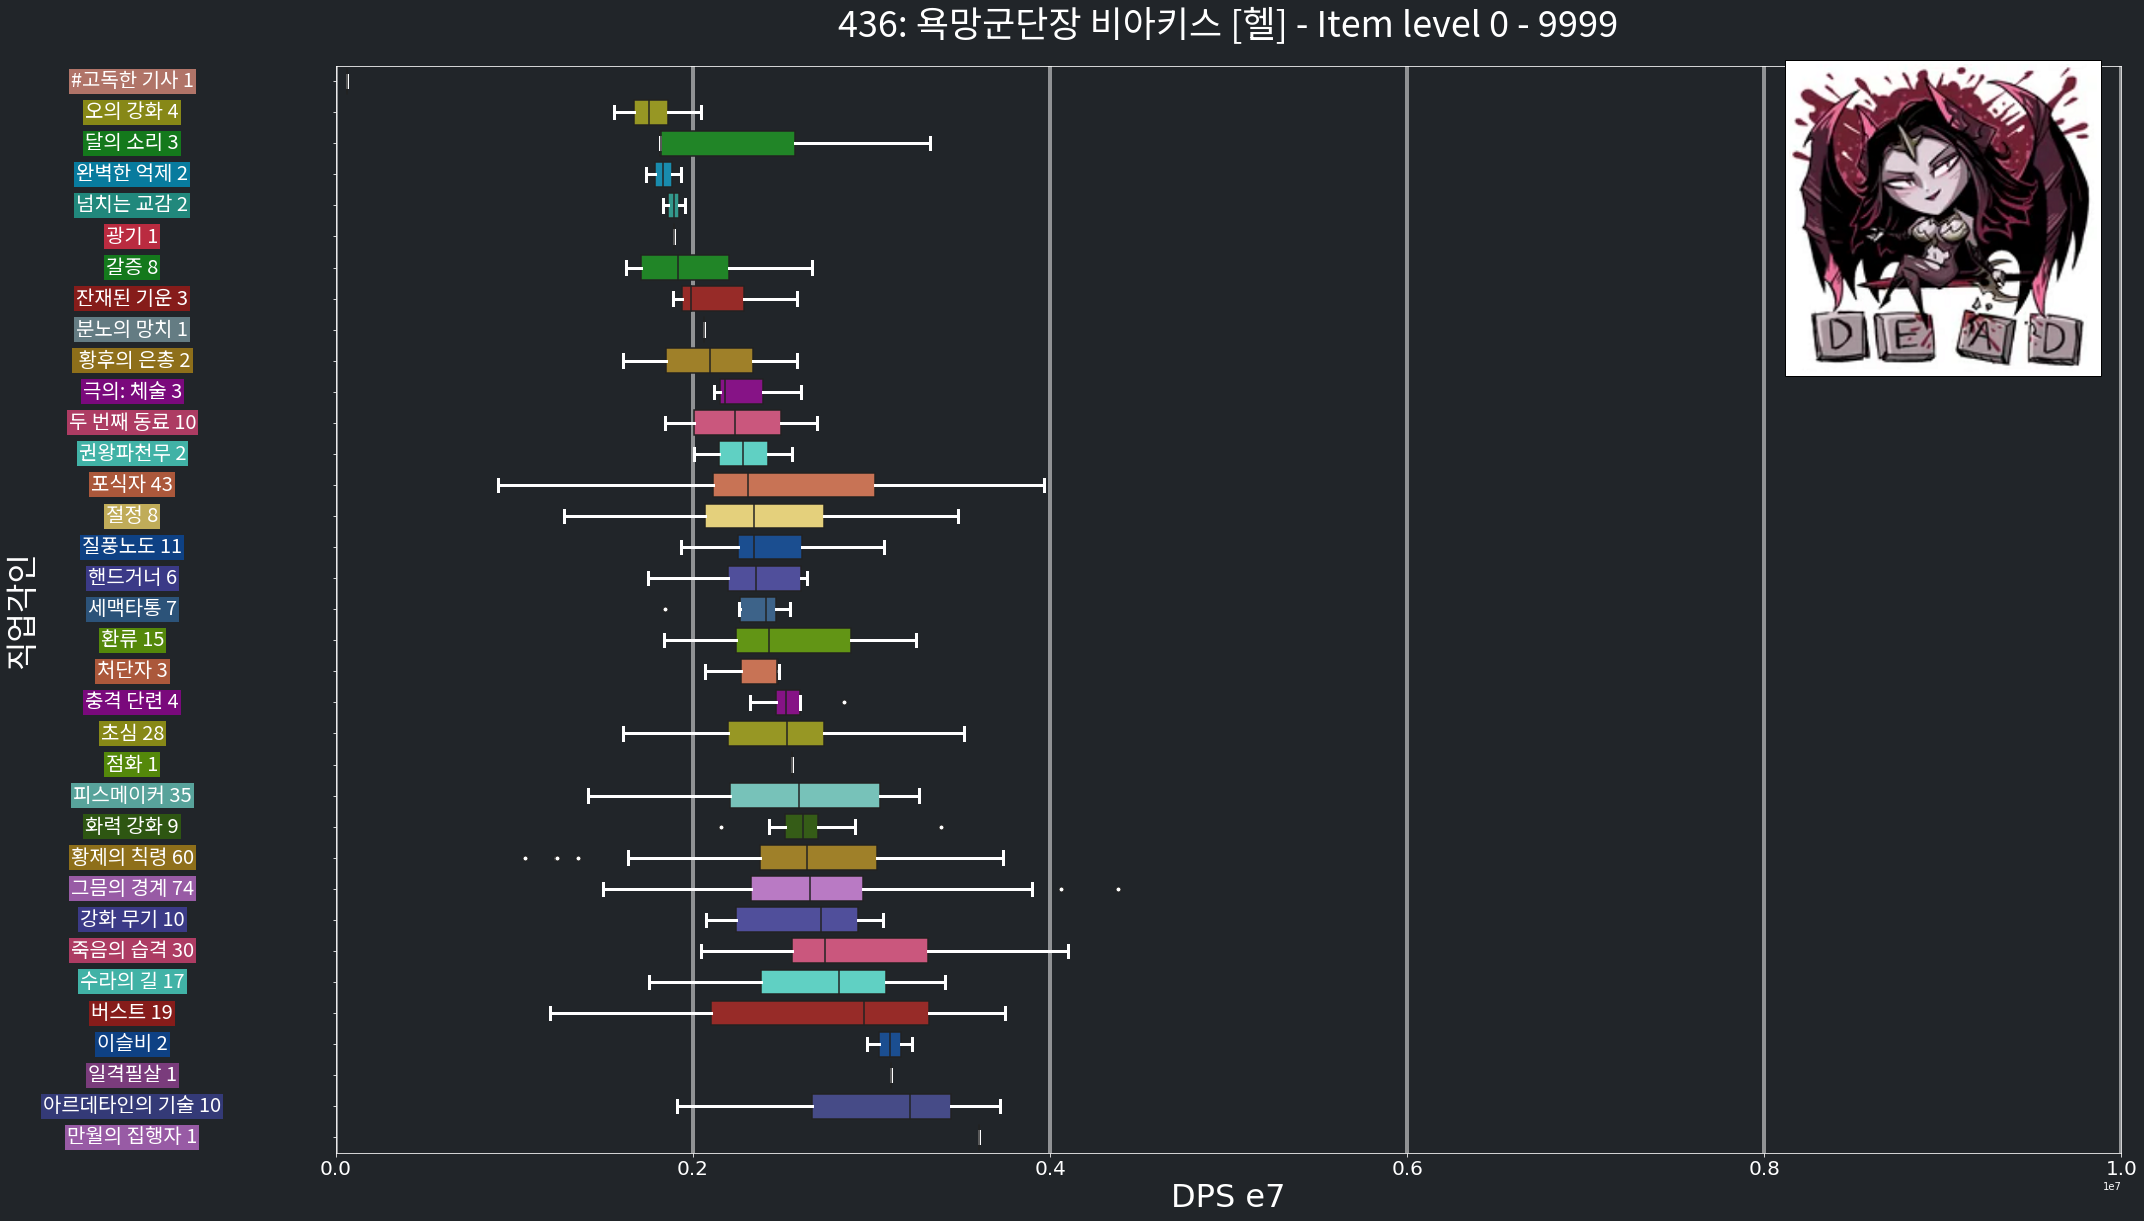 436: 욕망군단장 비아키스 [헬] - Item level 0 - 9999
#고독한 기사 1
오의 강화 4
달의 소리 3
완벽한 억제 2
넘치는 교감 2
광기 1
갈증 8
잔재된 기운 3
분노의 망치 1
황후의 은총 2
극의: 체술 3
두 번째 동료 10
권왕파천무 2
포식자 43
절정 8
질풍노도 11
핸드거너 6
세맥타통 7
환류 15
처단자 3
충격 단련 4
초심 28
점화 1
피스메이커 35
화력 강화 9
황제의 칙령 60
그믐의 경계 74
강화 무기 10
죽음의 습격 30
수라의 길 17
버스트 19
이슬비 2
일격필살 1
아르데타인의 기술 10
만월의 집행자 1
직업각인
DEAD
0.0 0.2 0.4 0.6 0.8 1.0
1e7
DPS e7